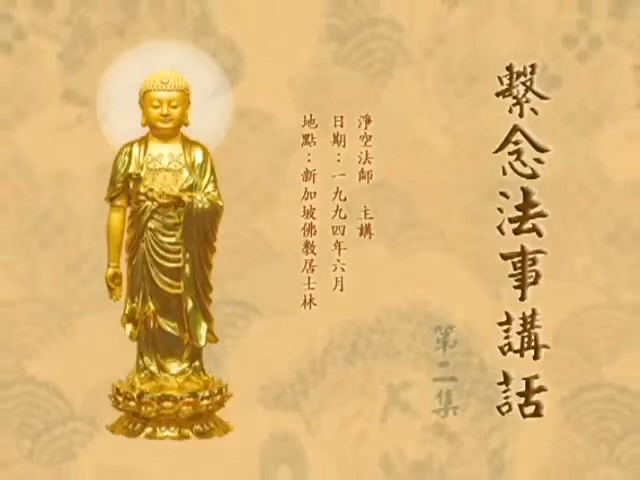 繫念法事講話
第二集
淨空法師 主講
日期：一九九四年六月
地點：新加坡佛教居士林